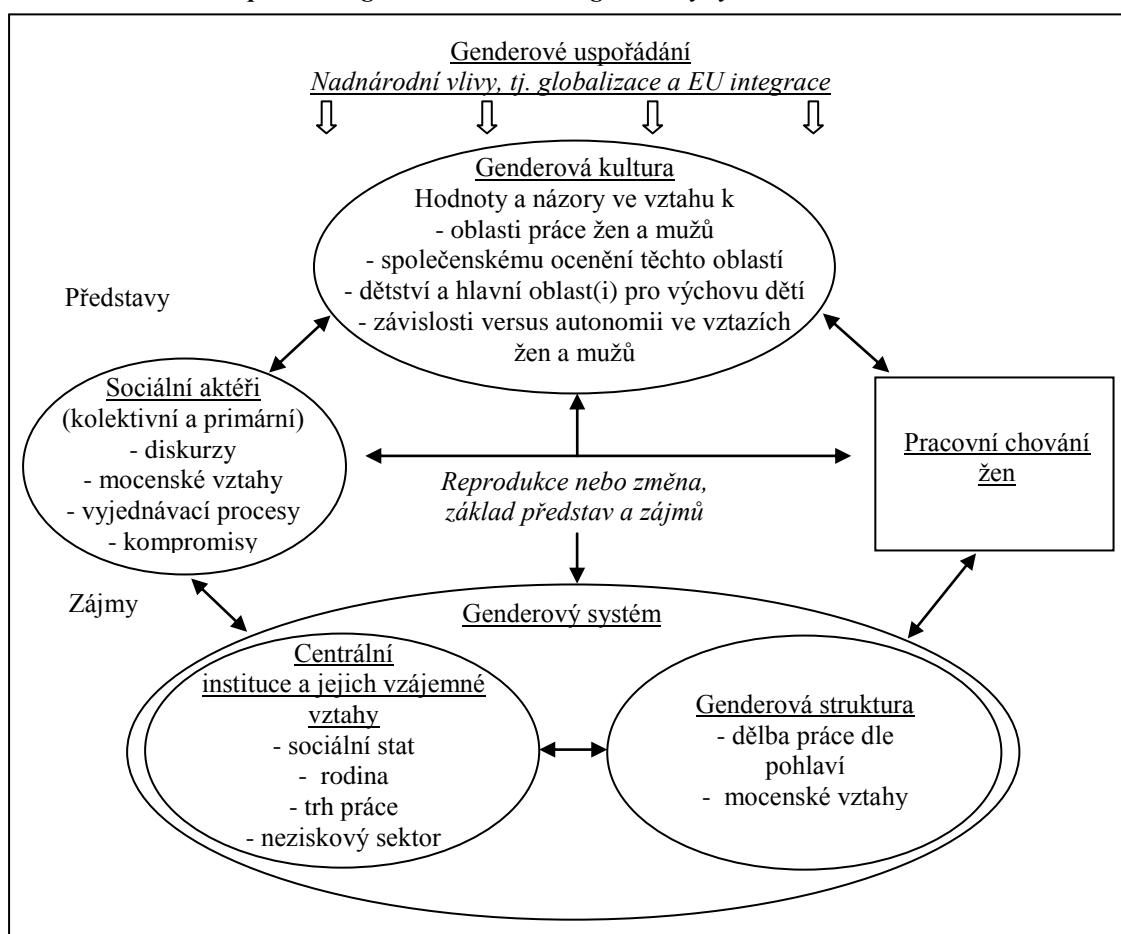 Genderové uspořádání
Nadnárodní vlivy, tj. globalizace a EU integrace
Genderová kultura
Hodnoty a názory ve vztahu k
- oblasti práce žen a mužů
- společenskému ocenění těchto oblastí
- dětství a hlavní oblast(i) pro výchovu dětí
- závislosti versus autonomii ve vztazích
žen a mužů
Představy
Sociální aktéři
(kolektivní a primární)
- diskurzy
- mocenské vztahy
- vyjednávací procesy
- kompromisy
Pracovní chování
žen
Reprodukce nebo změna,
základ představ a zájmů
Zájmy
Genderový systém
Centrální
instituce a jejich vzájemné
vztahy
- sociální stat
- rodina
- trh práce
- neziskový sektor
Genderová struktura
- dělba práce dle
pohlaví
- mocenské vztahy